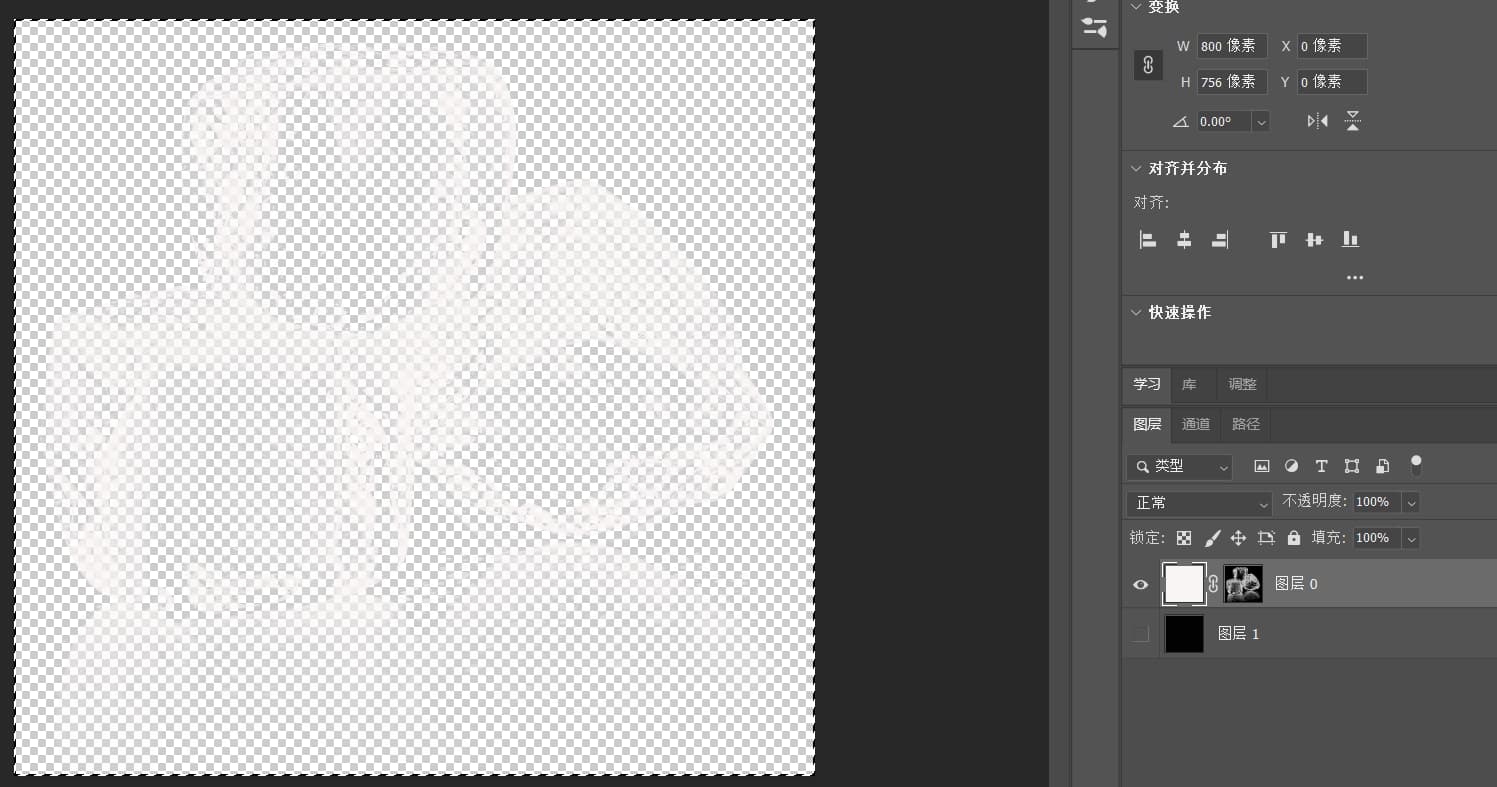 变换
W 800 像素 X 0 像素
H 756 像素 Y 0 像素
0.00°
对齐并分布
对齐:
快速操作
学习 库 调整
图层 通道 路径
类型
正常 不透明度: 100%
锁定: 填充: 100%
图层 0
图层 1